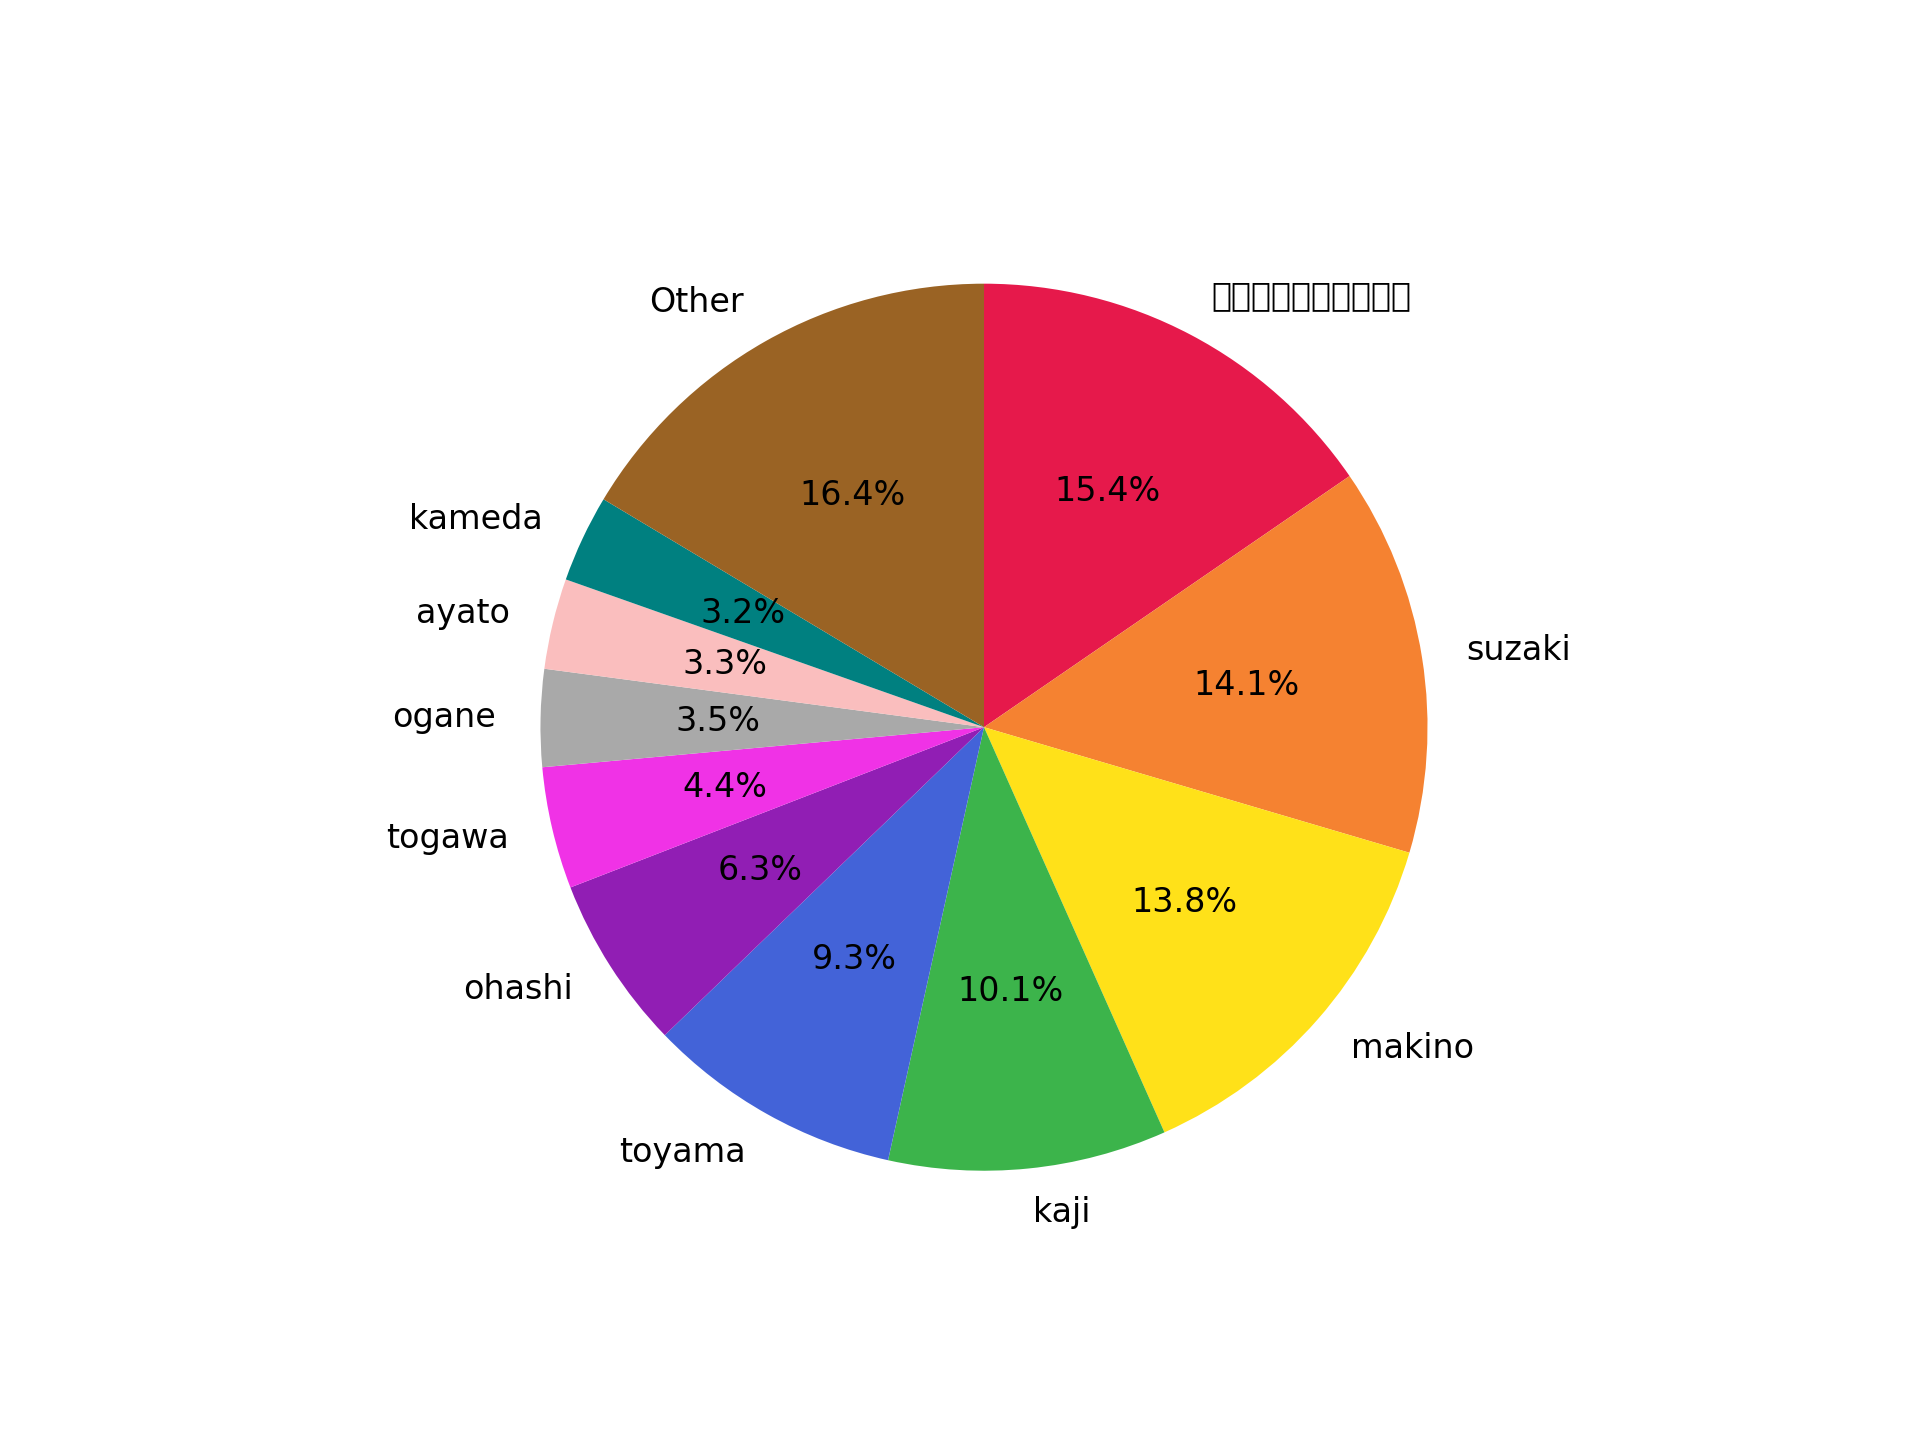 Other
kameda
ayato
ogane
togawa
ohashi
toyama
kaji
makino
suzaki
16.4%
15.4%
14.1%
13.8%
10.1%
9.3%
6.3%
4.4%
3.5%
3.3%
3.2%